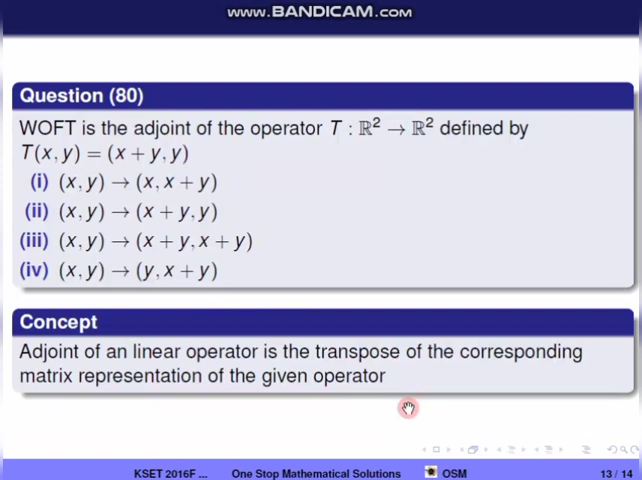 www.BANDICAM.com
Question (80)
WOFT is the adjoint of the operator T : ℝ² → ℝ² defined by
T(x, y) = (x + y, y)
(i) (x, y) → (x, x + y)
(ii) (x, y) → (x + y, y)
(iii) (x, y) → (x + y, x + y)
(iv) (x, y) → (y, x + y)
Concept
Adjoint of an linear operator is the transpose of the corresponding
matrix representation of the given operator
KSET 2016F ... One Stop Mathematical Solutions OSM 13 / 14